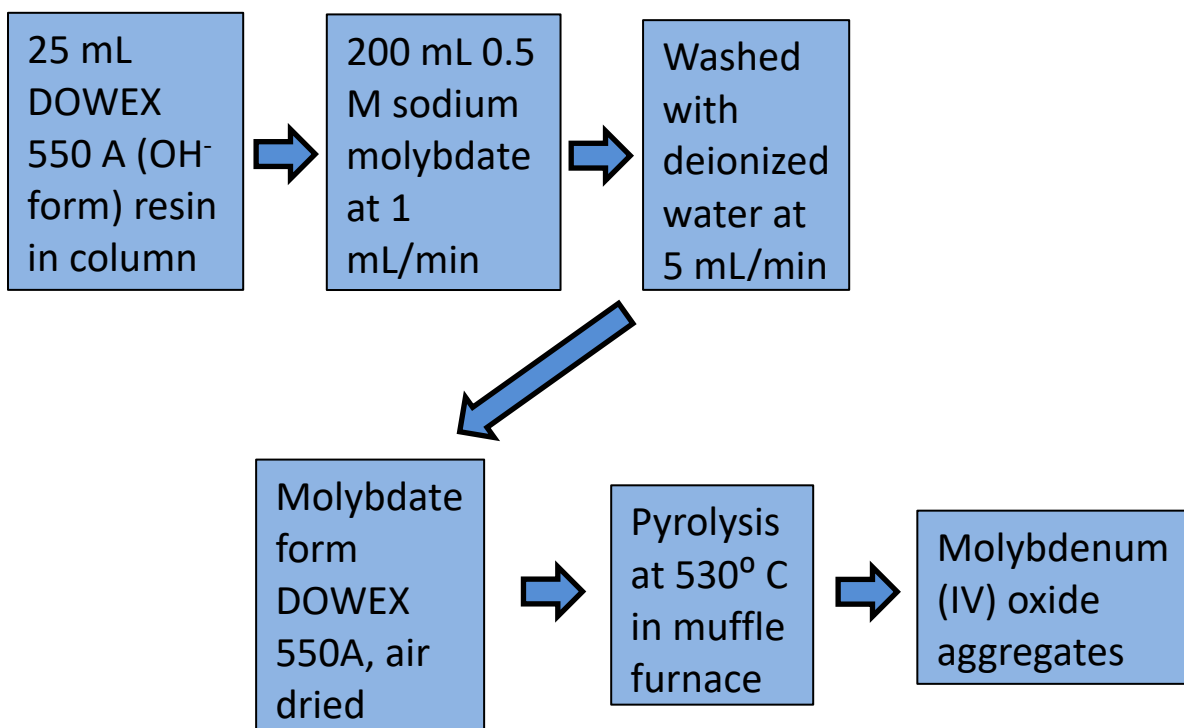 25 mL
DOWEX
550 A (OH-
form) resin
in column
200 mL 0.5
M sodium
molybdate
at 1
mL/min
Washed
with
deionized
water at
5 mL/min
Molybdate
form
DOWEX
550A, air
dried
Pyrolysis
at 530⁰ C
in muffle
furnace
Molybdenum
(IV) oxide
aggregates